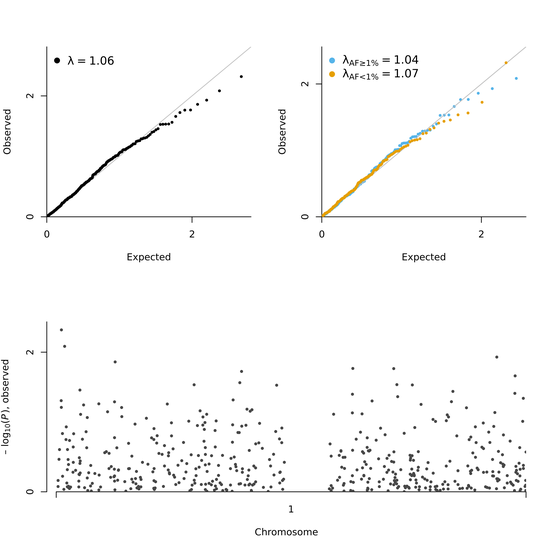 λ = 1.06
Observed
2
0
0
2
Expected
λAF≥1% = 1.04
λAF<1% = 1.07
Observed
2
0
0
2
Expected
− log10(P), observed
2
0
1
Chromosome